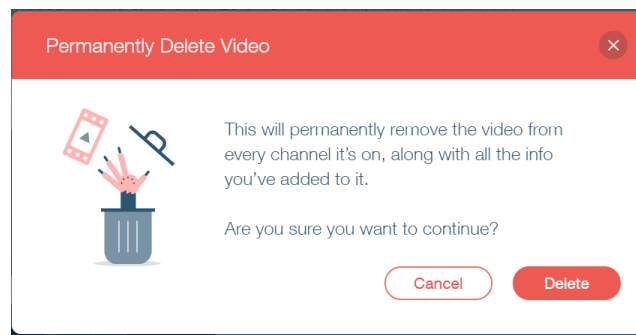 Permanently Delete Video
This will permanently remove the video from
every channel it's on, along with all the info
you've added to it.
Are you sure you want to continue?
Cancel
Delete